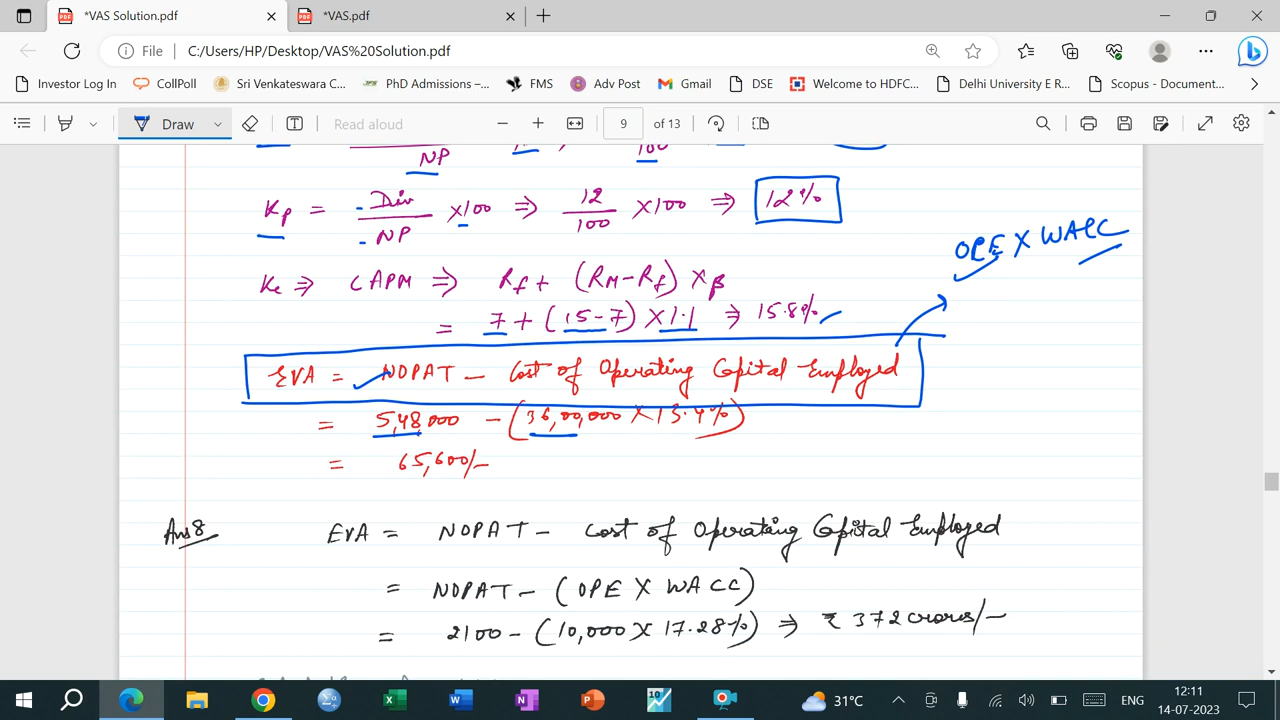 *VAS Solution.pdf
*VAS.pdf
File C:/Users/HP/Desktop/VAS%20Solution.pdf
Investor Log In CollPoll Sri Venkateswara C... PhD Admissions –... FMS Adv Post Gmail DSE Welcome to HDFC... Delhi University E R... Scopus - Document...
Draw Read aloud 9 of 13
NP 100
Kp = Div/NP ×100 ⇒ 12/100 ×100 ⇒ 12%
OPE X WACC
Ke ⇒ CAPM ⇒ Rf + (RM-Rf) × β
= 7 + (15-7) × 1.1 ⇒ 15.8%
EVA = NOPAT - Cost of Operating Capital Employed
= 5,48,000 - (36,00,000 × 13.4%)
= 65,600/-
Ans 8 EVA = NOPAT - Cost of Operating Capital Employed
= NOPAT - (OPE X WACC)
= 2100 - (10,000 X 17.28%) ⇒ ₹ 372 crores/-
31°C ENG 12:11
14-07-2023